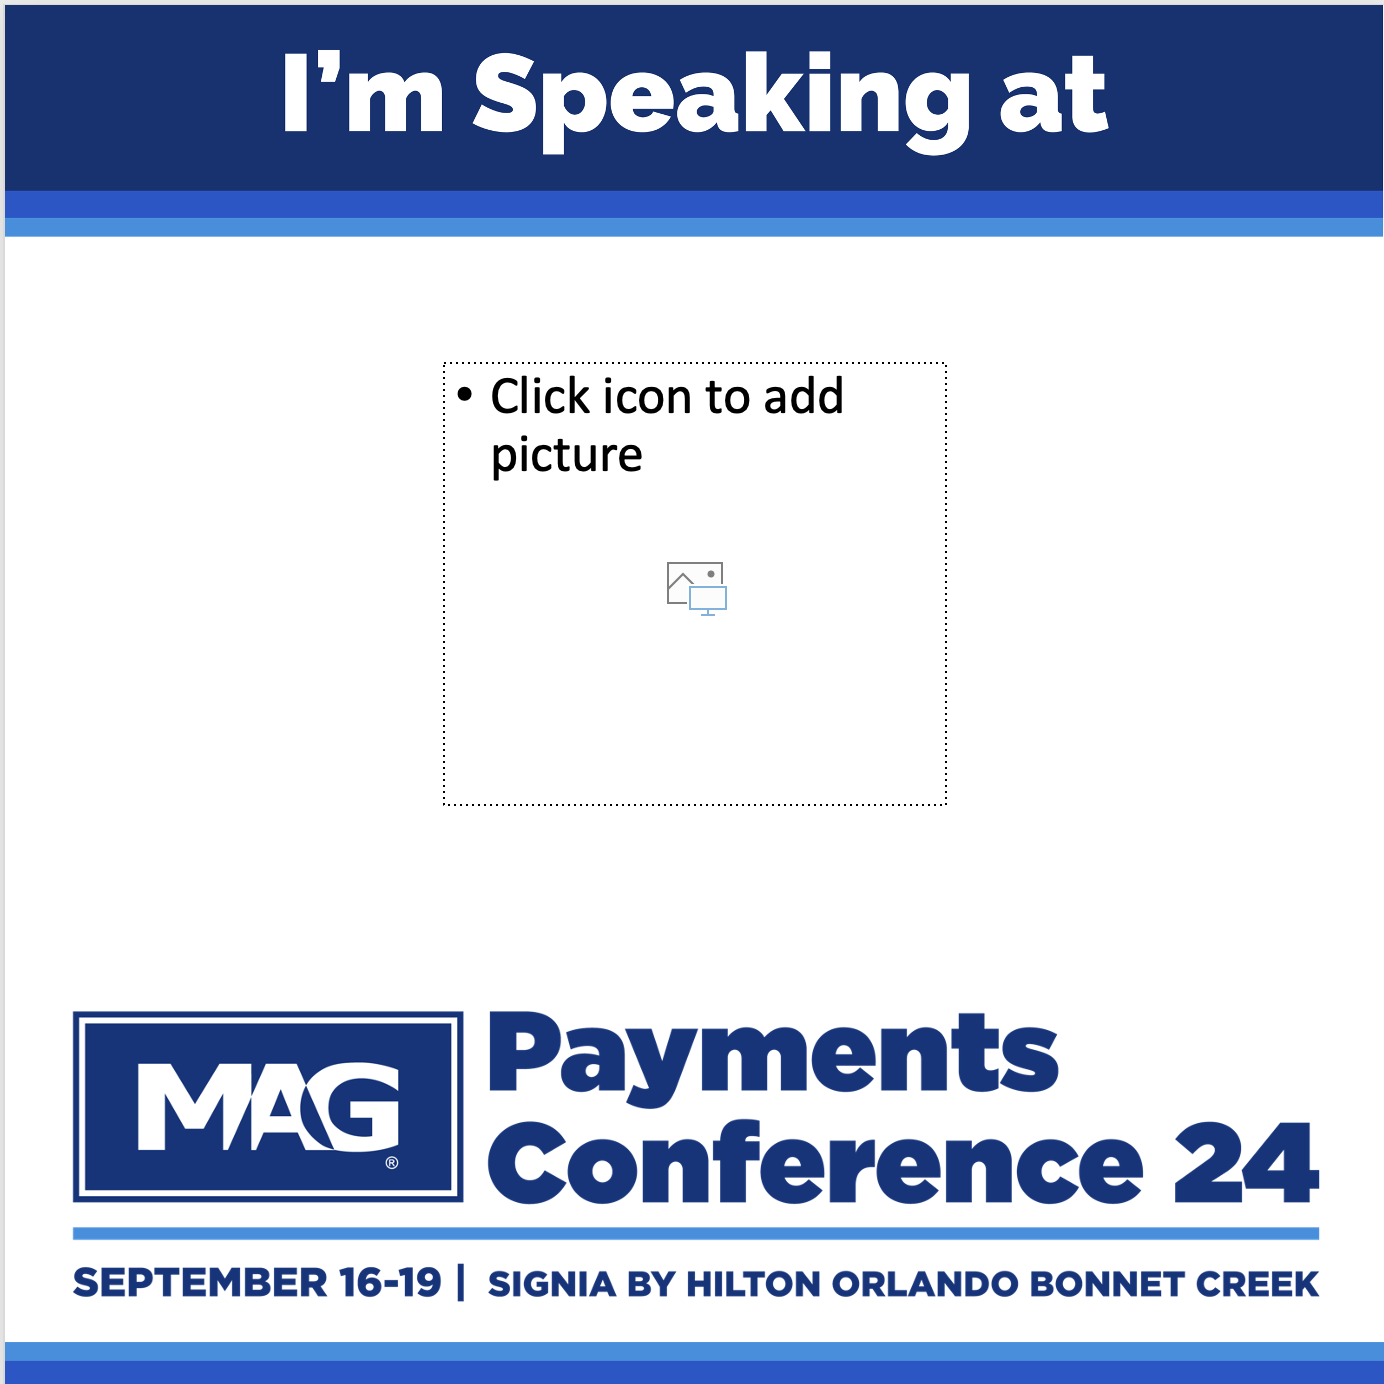 I’m Speaking at
• Click icon to add
picture
MAG®
Payments
Conference 24
SEPTEMBER 16-19 | SIGNIA BY HILTON ORLANDO BONNET CREEK